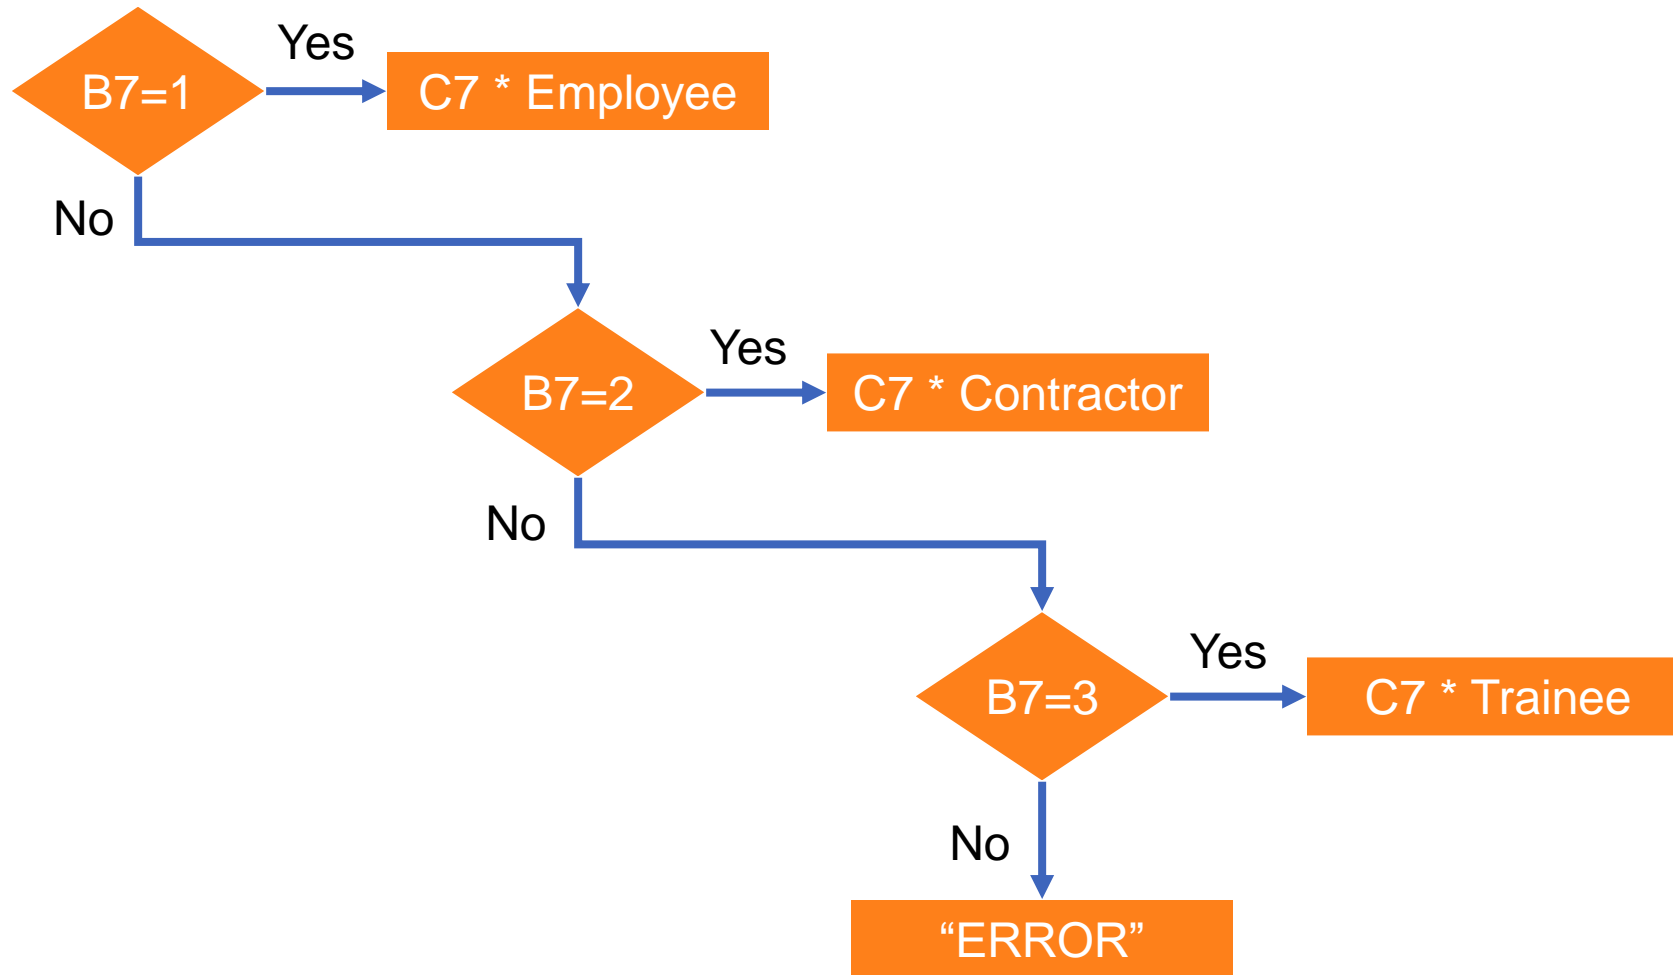 B7=1
Yes
C7 * Employee
No
B7=2
Yes
C7 * Contractor
No
B7=3
Yes
C7 * Trainee
No
“ERROR”